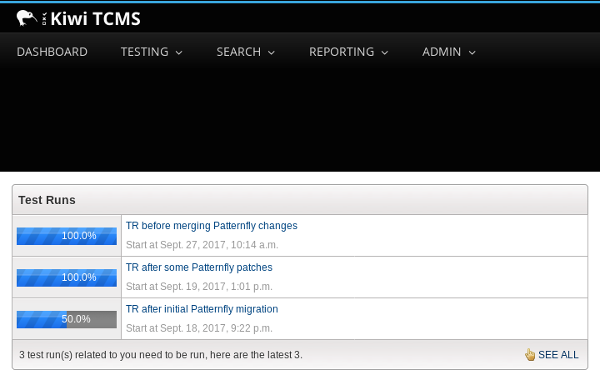 Kiwi TCMS
DASHBOARD TESTING SEARCH REPORTING ADMIN
Test Runs
100.0% TR before merging Patternfly changes
Start at Sept. 27, 2017, 10:14 a.m.
100.0% TR after some Patternfly patches
Start at Sept. 19, 2017, 1:01 p.m.
50.0% TR after initial Patternfly migration
Start at Sept. 18, 2017, 9:22 p.m.
3 test run(s) related to you need to be run, here are the latest 3. SEE ALL